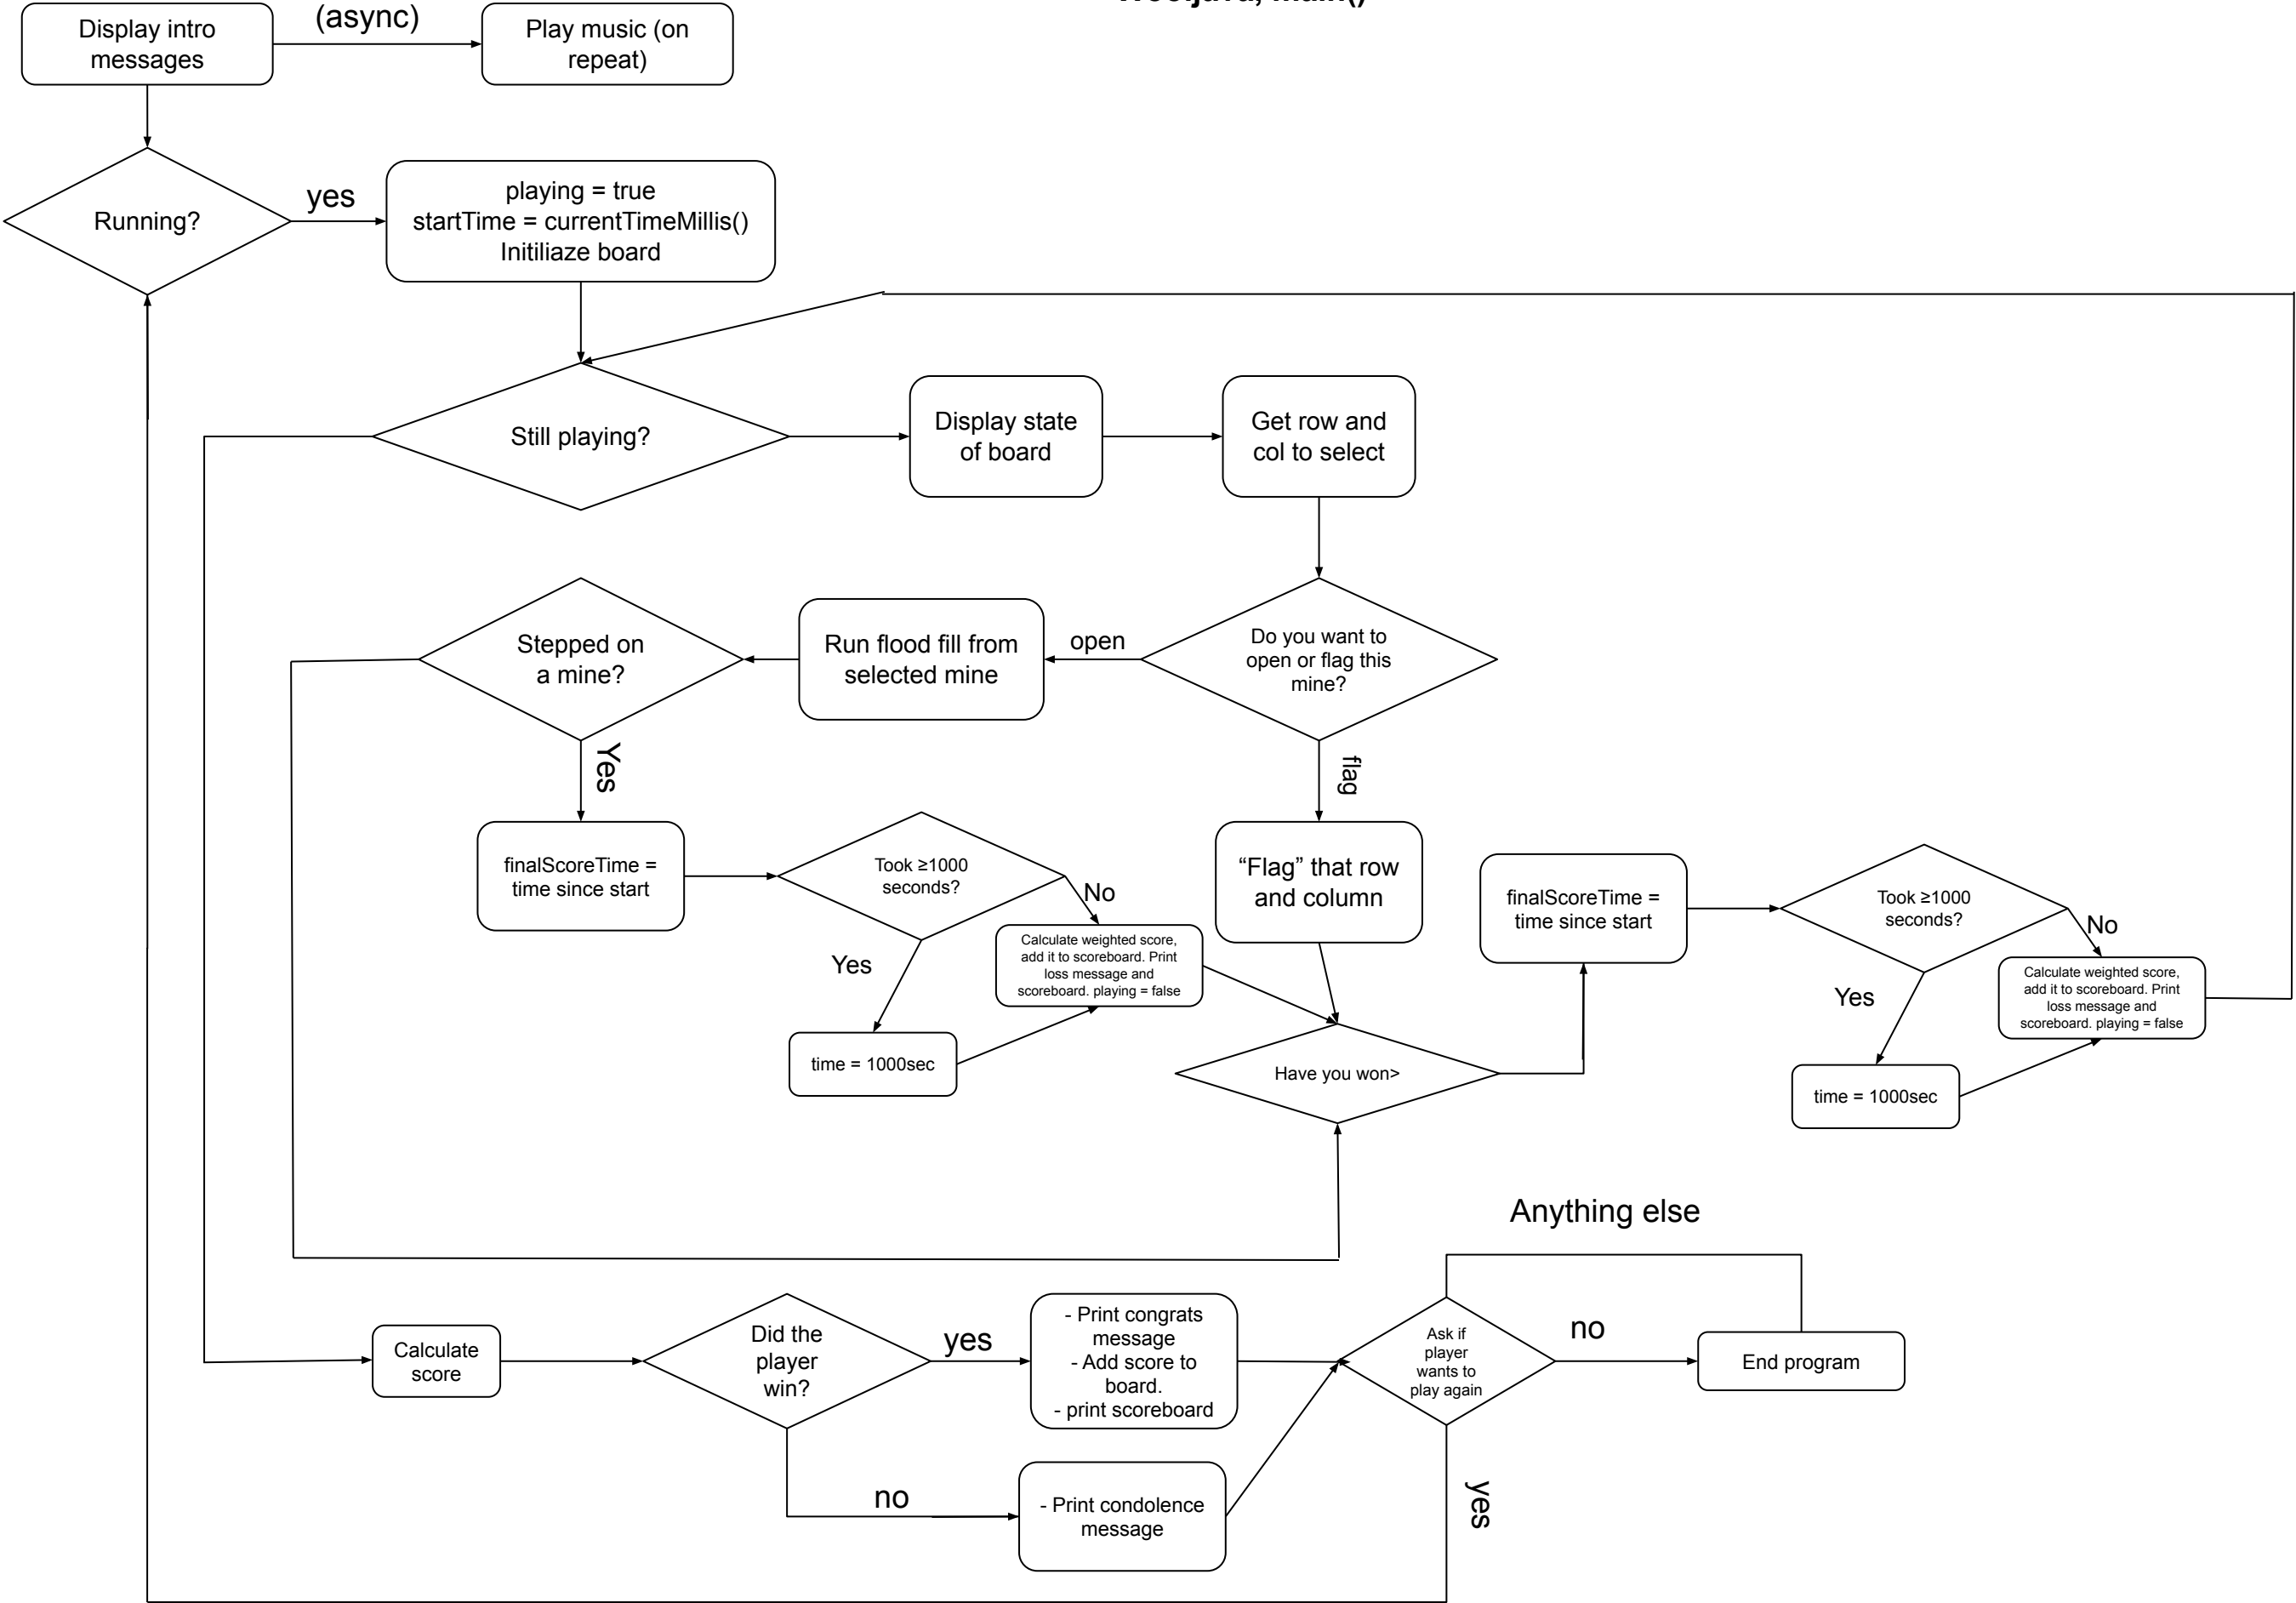 (async)
Display intro
messages
Play music (on
repeat)
Running?
yes
playing = true
startTime = currentTimeMillis()
Initiliaze board
Still playing?
Display state
of board
Get row and
col to select
Stepped on
a mine?
Run flood fill from
selected mine
open
Do you want to
open or flag this
mine?
Yes
flag
finalScoreTime =
time since start
Took ≥1000
seconds?
No
Yes
Calculate weighted score,
add it to scoreboard. Print
loss message and
scoreboard. playing = false
time = 1000sec
“Flag” that row
and column
Have you won>
finalScoreTime =
time since start
Took ≥1000
seconds?
No
Yes
Calculate weighted score,
add it to scoreboard. Print
loss message and
scoreboard. playing = false
time = 1000sec
Anything else
Calculate
score
Did the
player
win?
yes
- Print congrats
message
- Add score to
board.
- print scoreboard
Ask if
player
wants to
play again
no
End program
no
- Print condolence
message
yes